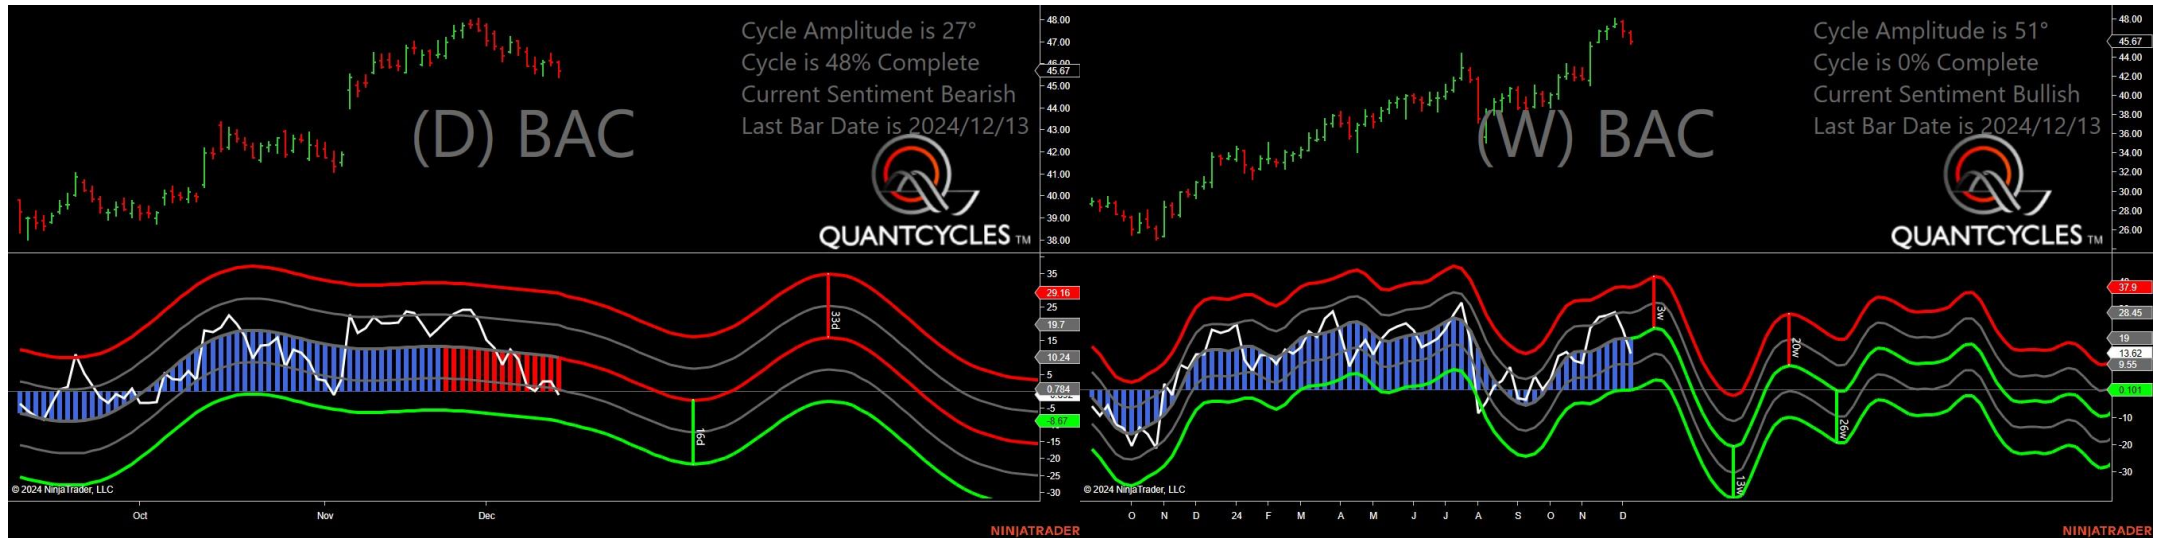 Cycle Amplitude is 27°
Cycle is 48% Complete
Current Sentiment Bearish
Last Bar Date is 2024/12/13
(D) BAC
QUANTCYCLES TM
48.00
47.00
46.00
45.67
45.00
44.00
43.00
42.00
41.00
40.00
39.00
38.00
35
29.16
25
19.7
15
10.24
5
0.784
-5
-8.67
-15
-20
-25
-30
33d
16d
© 2024 NinjaTrader, LLC
Oct Nov Dec
NINJATRADER
Cycle Amplitude is 51°
Cycle is 0% Complete
Current Sentiment Bullish
Last Bar Date is 2024/12/13
(W) BAC
QUANTCYCLES TM
48.00
45.67
44.00
42.00
40.00
38.00
36.00
34.00
32.00
30.00
28.00
26.00
37.9
28.45
19
13.62
9.55
0.101
-10
-20
-30
3w
20w
26w
13w
© 2024 NinjaTrader, LLC
O N D 24 F M A M J J A S O N D
NINJATRADER